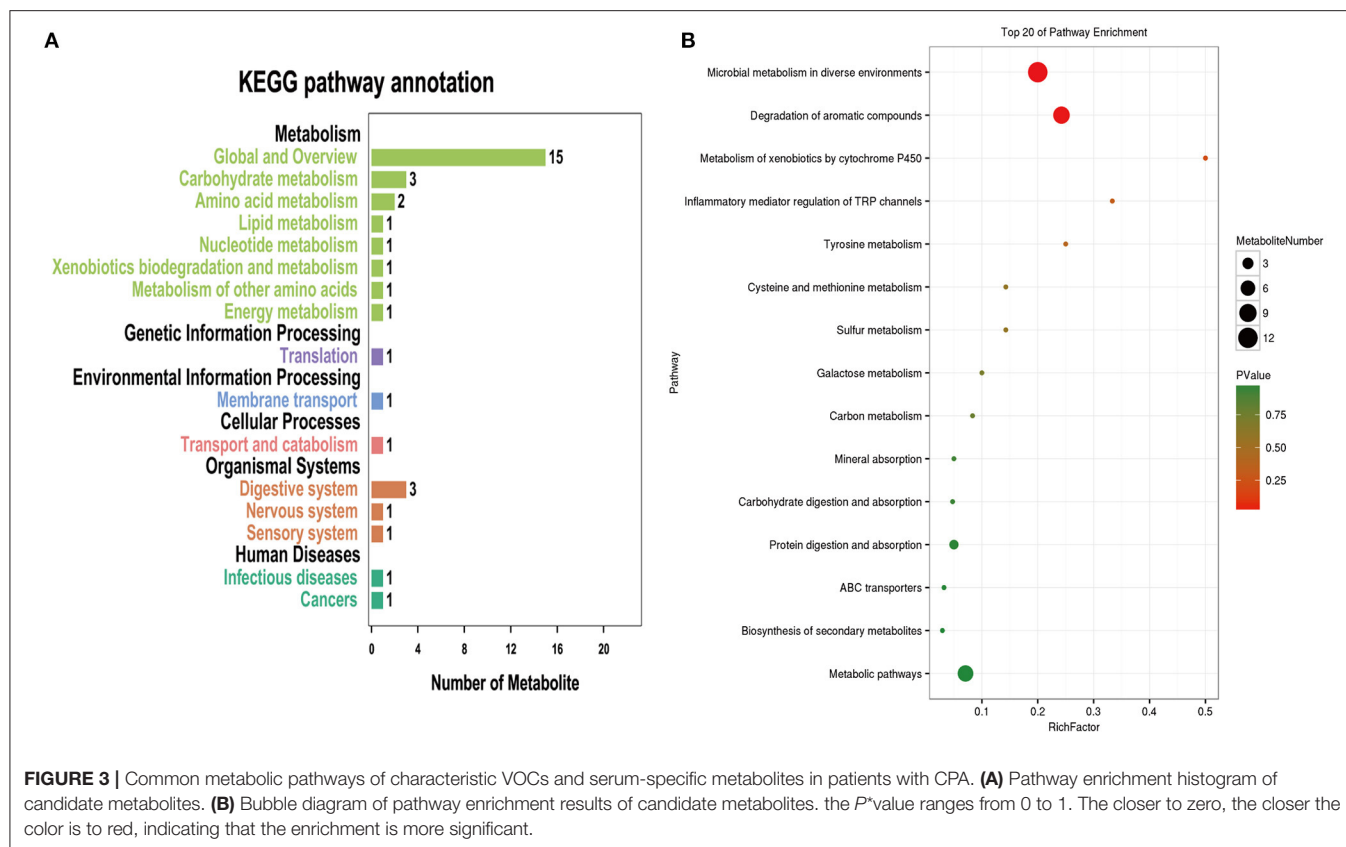 A
KEGG pathway annotation
Metabolism
Global and Overview 15
Carbohydrate metabolism 3
Amino acid metabolism 2
Lipid metabolism 1
Nucleotide metabolism 1
Xenobiotics biodegradation and metabolism 1
Metabolism of other amino acids 1
Energy metabolism 1
Genetic Information Processing
Translation 1
Environmental Information Processing
Membrane transport 1
Cellular Processes
Transport and catabolism 1
Organismal Systems
Digestive system 3
Nervous system 1
Sensory system 1
Human Diseases
Infectious diseases 1
Cancers 1
0 4 8 12 16 20
Number of Metabolite
B
Top 20 of Pathway Enrichment
Pathway
Microbial metabolism in diverse environments
Degradation of aromatic compounds
Metabolism of xenobiotics by cytochrome P450
Inflammatory mediator regulation of TRP channels
Tyrosine metabolism
Cysteine and methionine metabolism
Sulfur metabolism
Galactose metabolism
Carbon metabolism
Mineral absorption
Carbohydrate digestion and absorption
Protein digestion and absorption
ABC transporters
Biosynthesis of secondary metabolites
Metabolic pathways
0.1 0.2 0.3 0.4 0.5
RichFactor
MetaboliteNumber
3
6
9
12
PValue
0.75
0.50
0.25
FIGURE 3 | Common metabolic pathways of characteristic VOCs and serum-specific metabolites in patients with CPA. (A) Pathway enrichment histogram of
candidate metabolites. (B) Bubble diagram of pathway enrichment results of candidate metabolites. the P*value ranges from 0 to 1. The closer to zero, the closer the
color is to red, indicating that the enrichment is more significant.